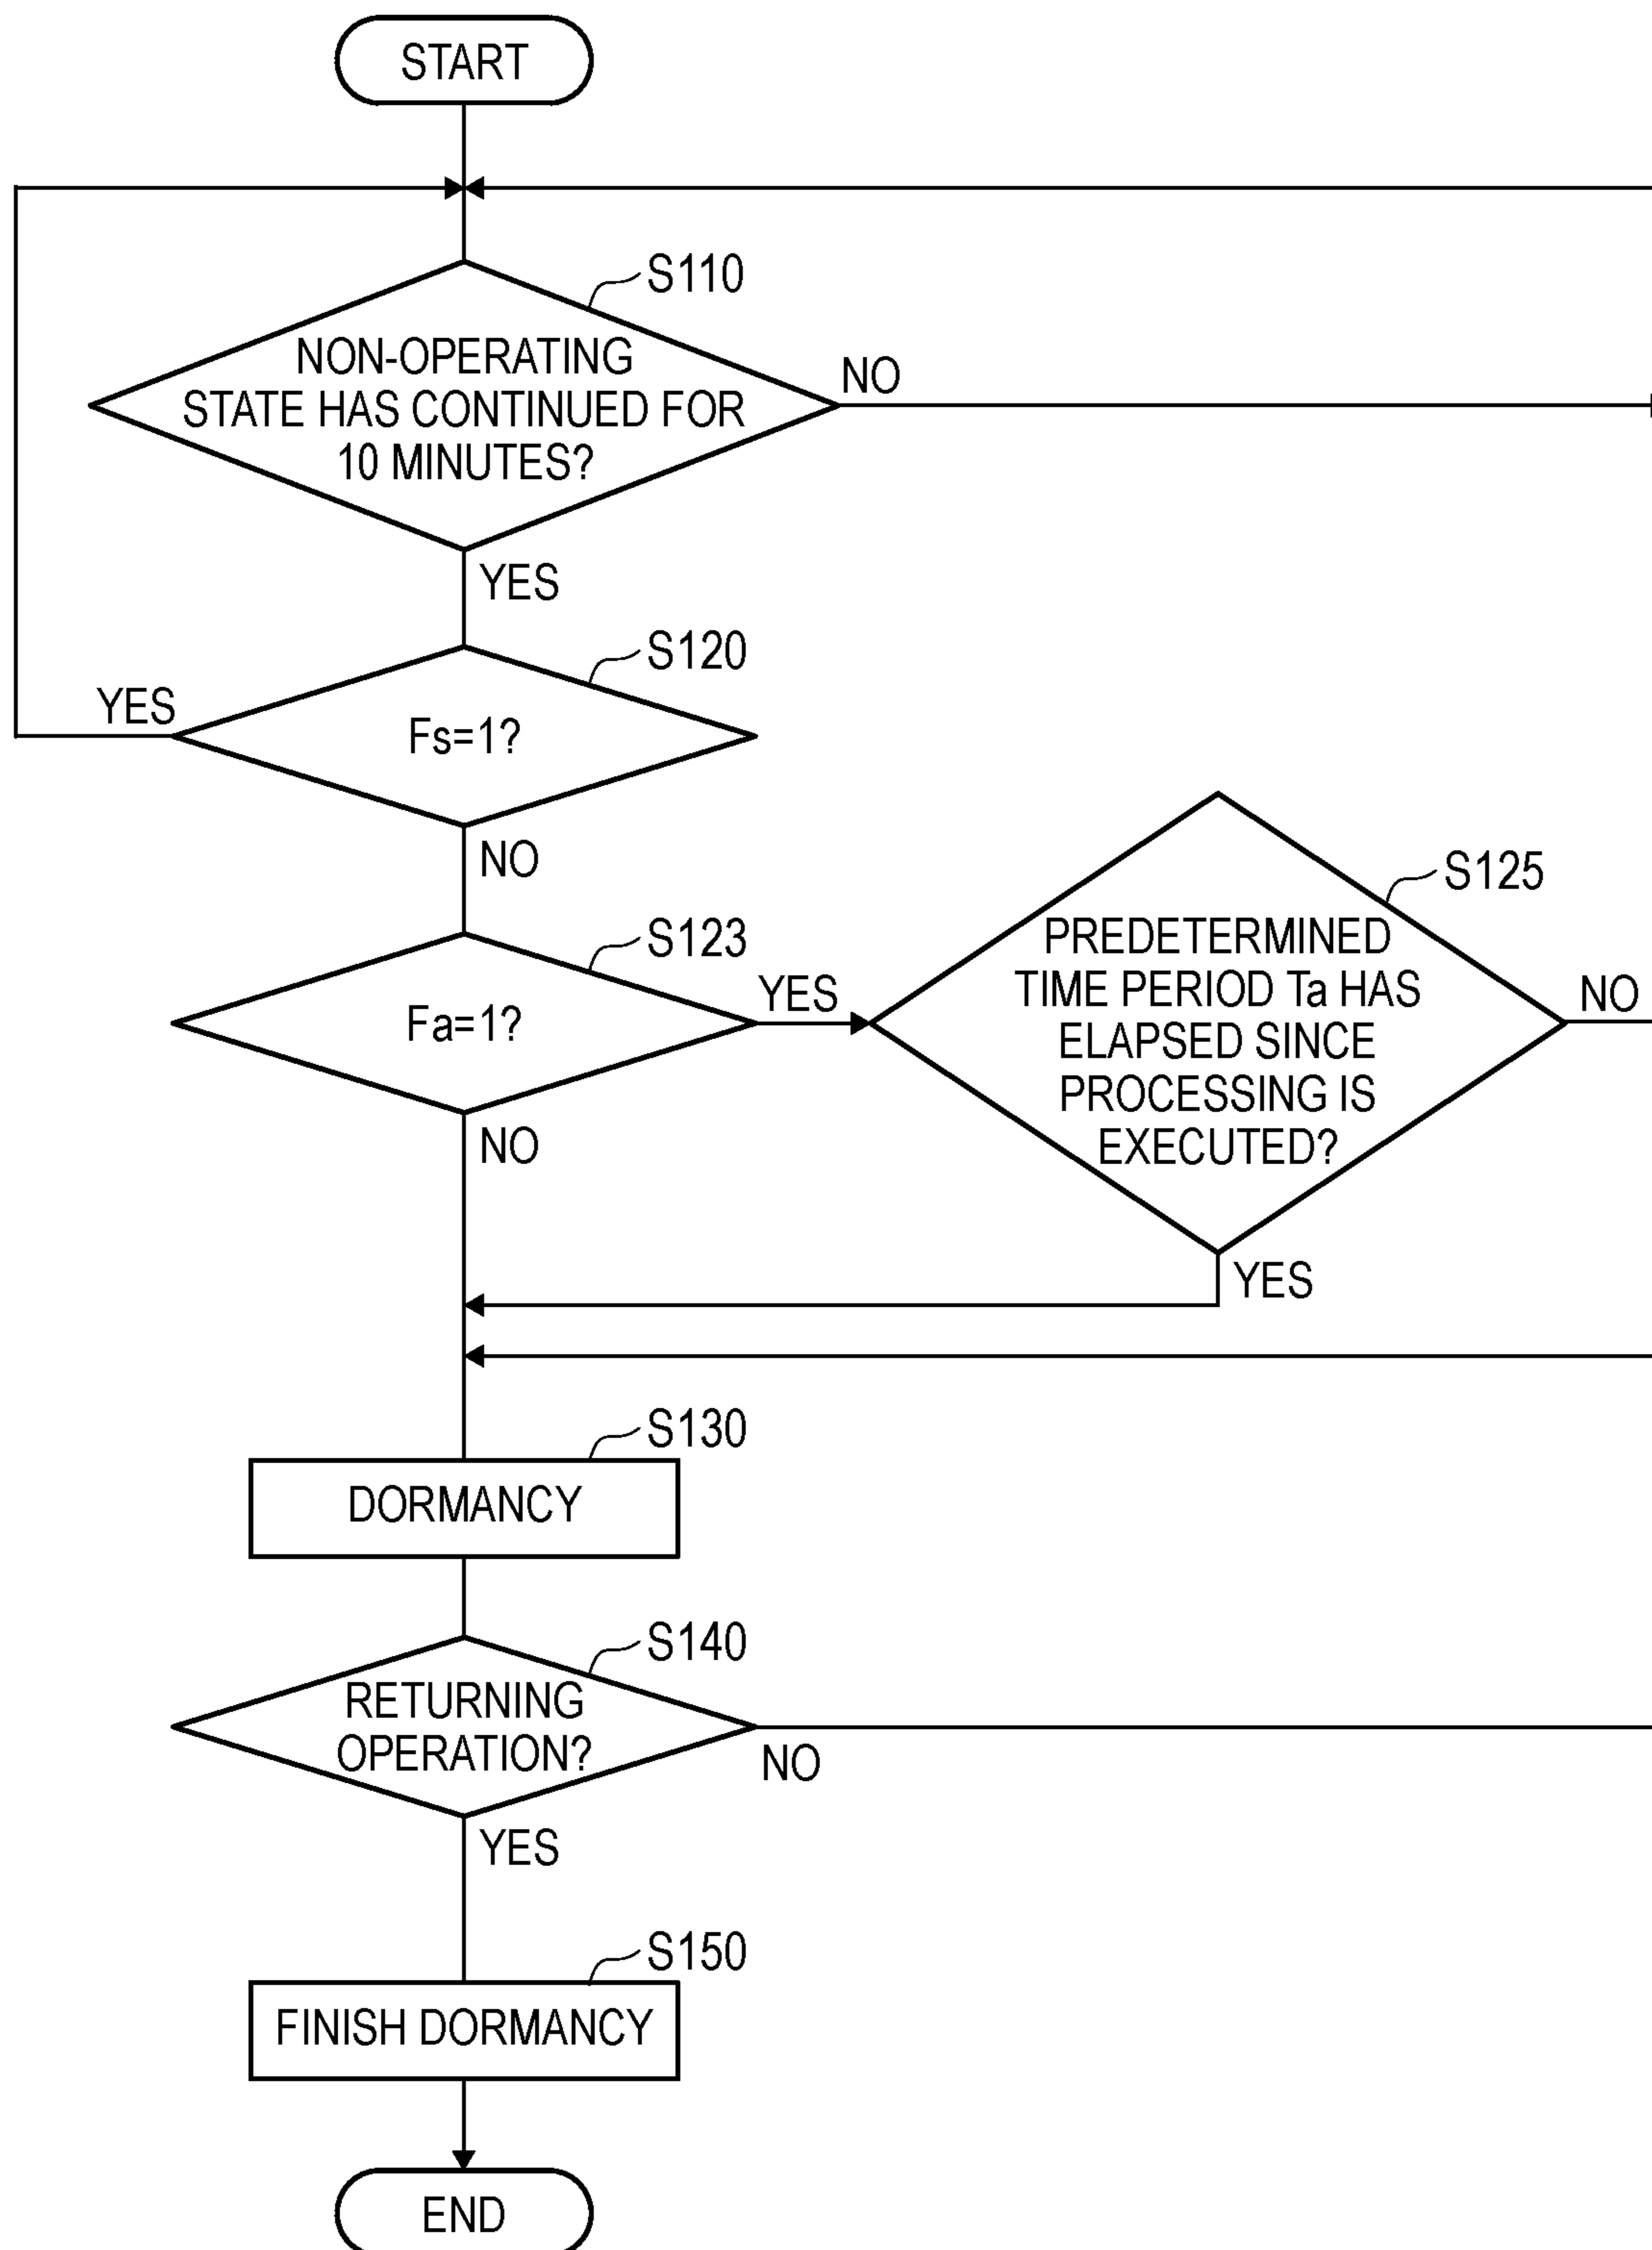 START
S110
NON-OPERATING
STATE HAS CONTINUED FOR
10 MINUTES?
NO
YES
S120
YES
Fs=1?
NO
S123
Fa=1?
YES
NO
S125
PREDETERMINED
TIME PERIOD Ta HAS
ELAPSED SINCE
PROCESSING IS
EXECUTED?
NO
YES
S130
DORMANCY
S140
RETURNING
OPERATION?
NO
YES
S150
FINISH DORMANCY
END